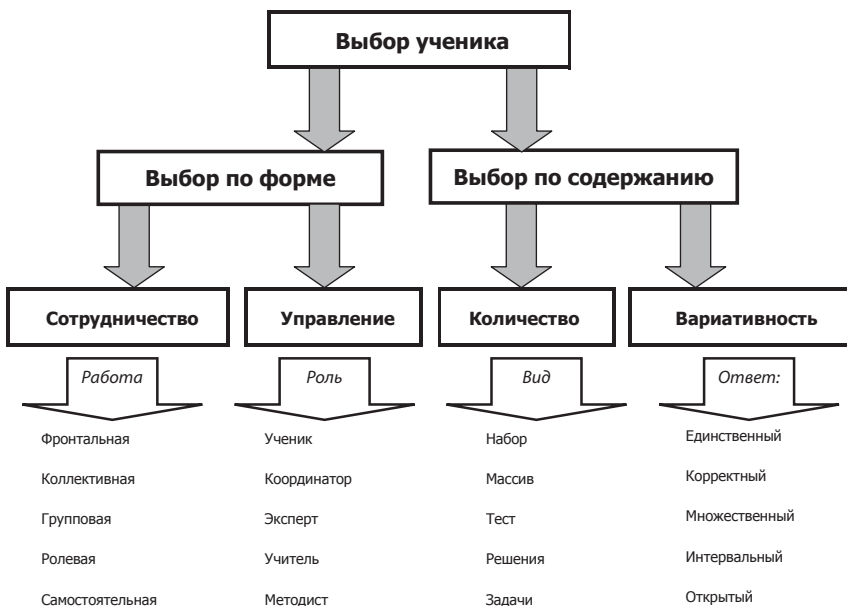 Выбор ученика
Выбор по форме
Выбор по содержанию
Сотрудничество
Управление
Количество
Вариативность
Работа
Роль
Вид
Ответ:
Фронтальная
Коллективная
Групповая
Ролевая
Самостоятельная
Ученик
Координатор
Эксперт
Учитель
Методист
Набор
Массив
Тест
Решения
Задачи
Единственный
Корректный
Множественный
Интервальный
Открытый